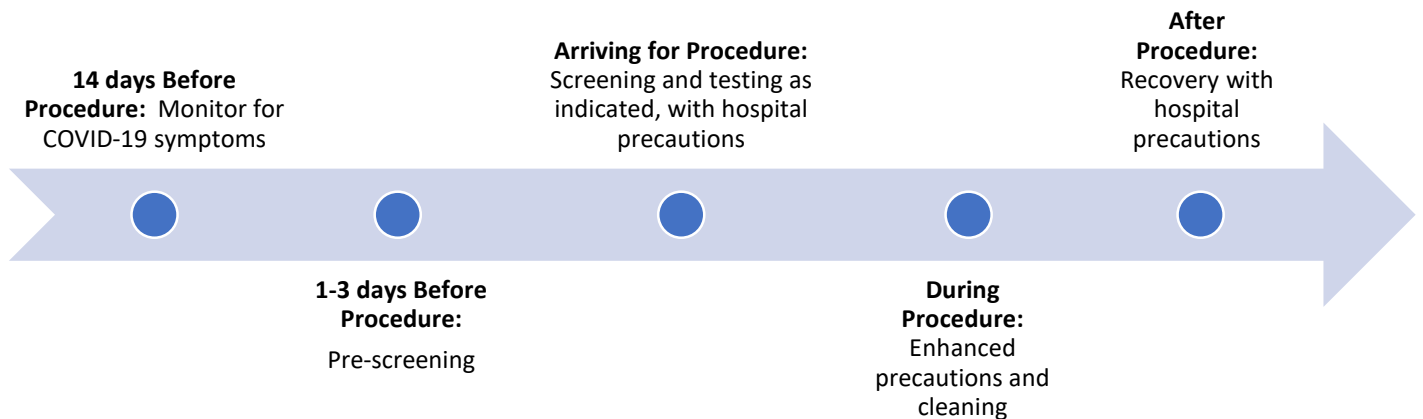 14 days Before
Procedure: Monitor for
COVID-19 symptoms
1-3 days Before
Procedure:
Pre-screening
Arriving for Procedure:
Screening and testing as
indicated, with hospital
precautions
During
Procedure:
Enhanced
precautions and
cleaning
After
Procedure:
Recovery with
hospital
precautions